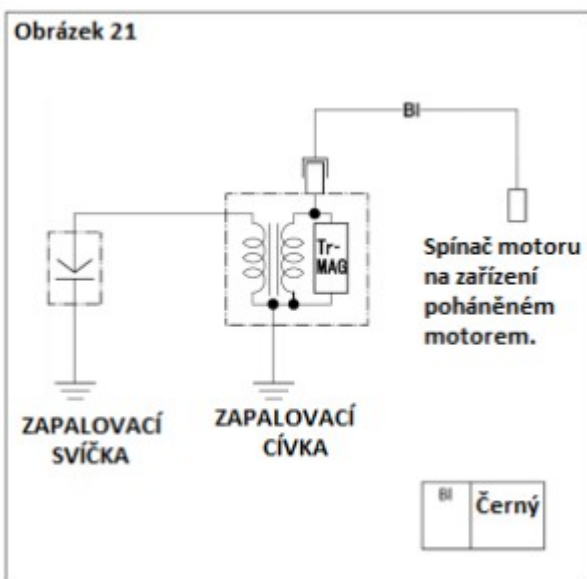 Obrázek 21
Bl
Tr-
MAG
Spínač motoru
na zařízení
poháněném
motorem.
ZAPALOVACÍ
SVÍČKA
ZAPALOVACÍ
CÍVKA
Bl
Černý